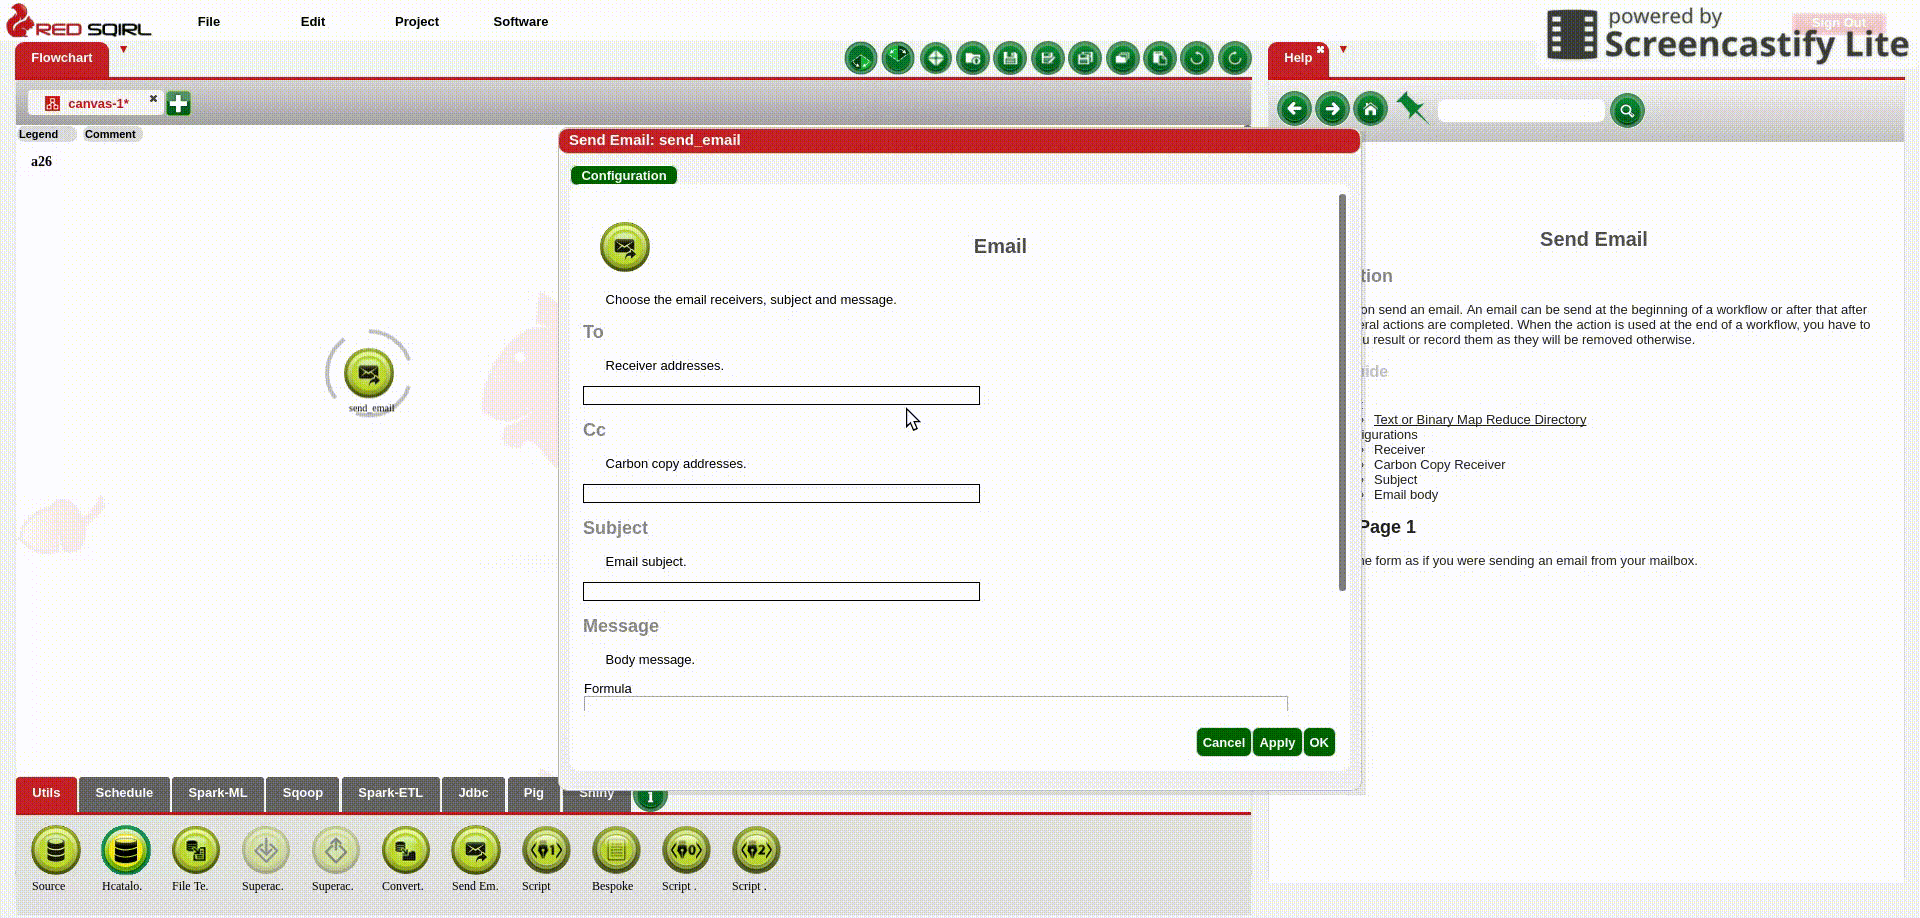 RED SQIRL
File
Edit
Project
Software
Sign Out
powered by
Screencastify Lite
Flowchart
Help
canvas-1*
Legend
Comment
a26
send_email
Send Email: send_email
Configuration
Email
Choose the email receivers, subject and message.
To
Receiver addresses.
Cc
Carbon copy addresses.
Subject
Email subject.
Message
Body message.
Formula
Cancel
Apply
OK
Send Email
tion
on send an email. An email can be send at the beginning of a workflow or after that after
eral actions are completed. When the action is used at the end of a workflow, you have to
u result or record them as they will be removed otherwise.
ide
Text or Binary Map Reduce Directory
igurations
Receiver
Carbon Copy Receiver
Subject
Email body
Page 1
he form as if you were sending an email from your mailbox.
Utils
Schedule
Spark-ML
Sqoop
Spark-ETL
Jdbc
Pig
Shiny
Source
Hcatalo.
File Te.
Superac.
Superac.
Convert.
Send Em.
Script
Bespoke
Script .
Script .